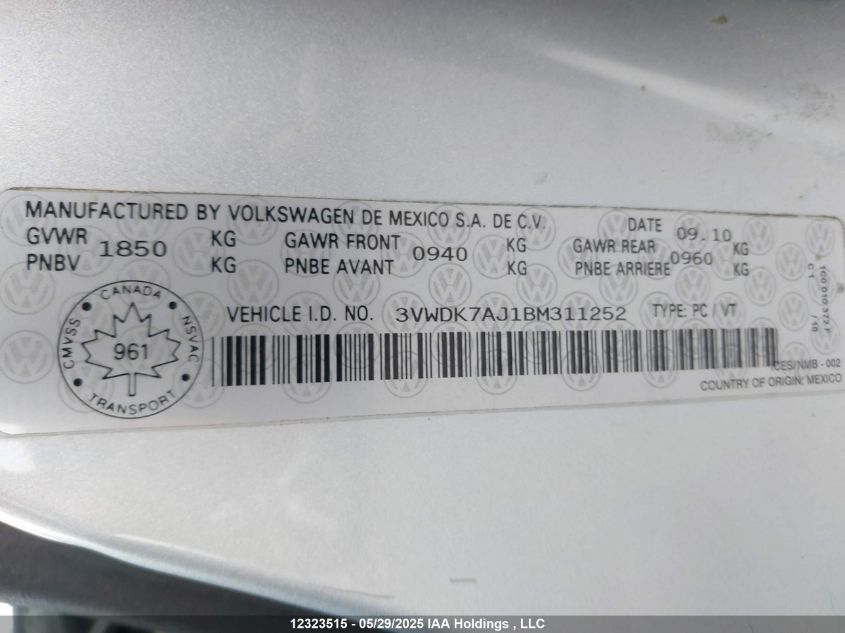 MANUFACTURED BY VOLKSWAGEN DE MEXICO S.A. DE C.V. DATE 09.10
GVWR 1850 KG GAWR FRONT 0940 KG GAWR REAR 0960 KG
PNBV KG PNBE AVANT KG PNBE ARRIERE KG
VEHICLE I.D. NO. 3VWDK7AJ1BM311252 TYPE: PC / VT
CANADA
CMVSS 961 NSVAC
TRANSPORT
CES/NMB - 002
COUNTRY OF ORIGIN: MEXICO
12323515 - 05/29/2025 IAA Holdings , LLC